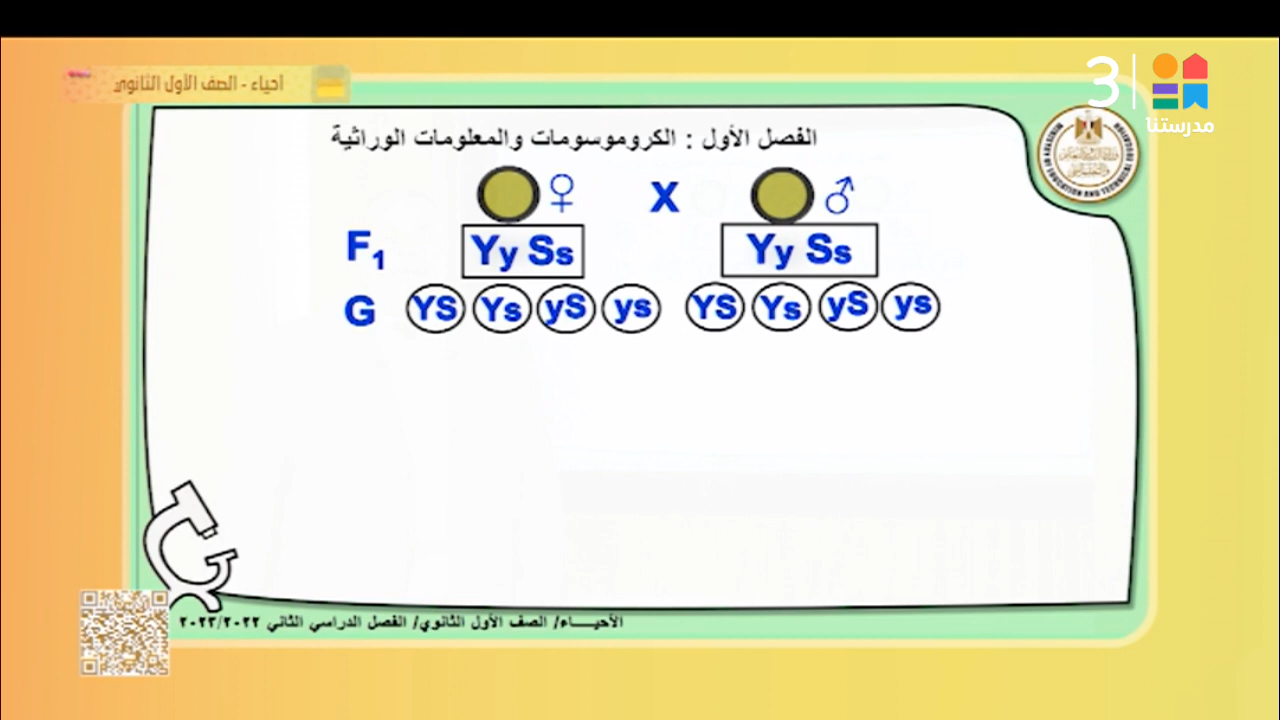 3
مدرستنا
أحياء - الصف الأول الثانوي
الفصل الأول : الكروموسومات والمعلومات الوراثية
♀ X ♂
F₁ Yy Ss Yy Ss
G YS Ys yS ys YS Ys yS ys
الأحيـــاء/ الصف الأول الثانوي/ الفصل الدراسي الثاني ٢٠٢٣/٢٠٢٢